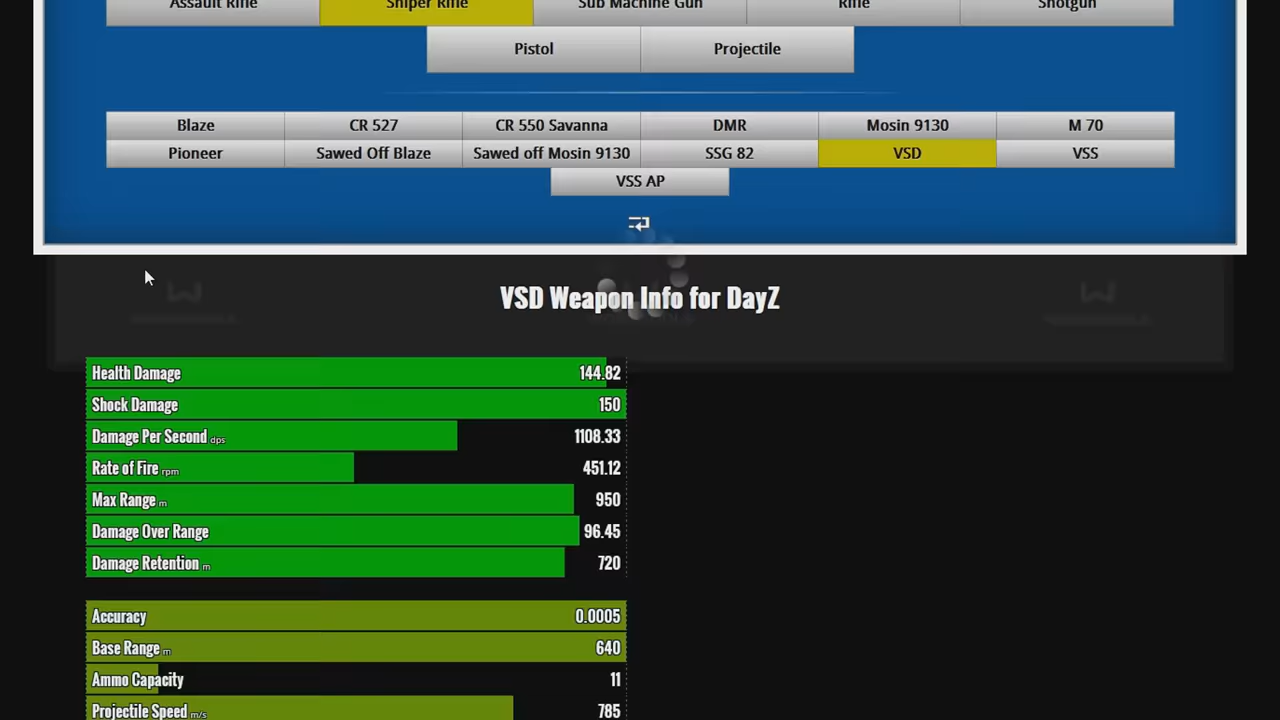 Assault Rifle Sniper Rifle Sub Machine Gun Rifle Shotgun
Pistol Projectile
Blaze CR 527 CR 550 Savanna DMR Mosin 9130 M 70
Pioneer Sawed Off Blaze Sawed off Mosin 9130 SSG 82 VSD VSS
VSS AP
VSD Weapon Info for DayZ
Health Damage 144.82
Shock Damage 150
Damage Per Second dps 1108.33
Rate of Fire rpm 451.12
Max Range m 950
Damage Over Range 96.45
Damage Retention m 720
Accuracy 0.0005
Base Range m 640
Ammo Capacity 11
Projectile Speed m/s 785